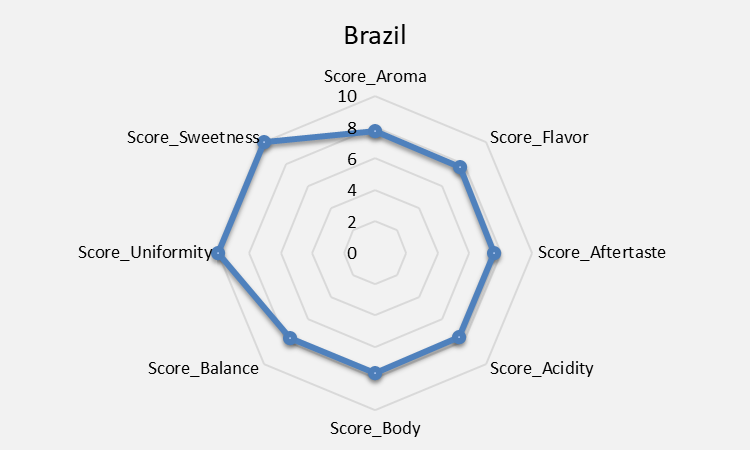 Brazil
Score_Aroma
10
8
6
4
2
0
Score_Sweetness
Score_Flavor
Score_Uniformity
Score_Aftertaste
Score_Balance
Score_Acidity
Score_Body